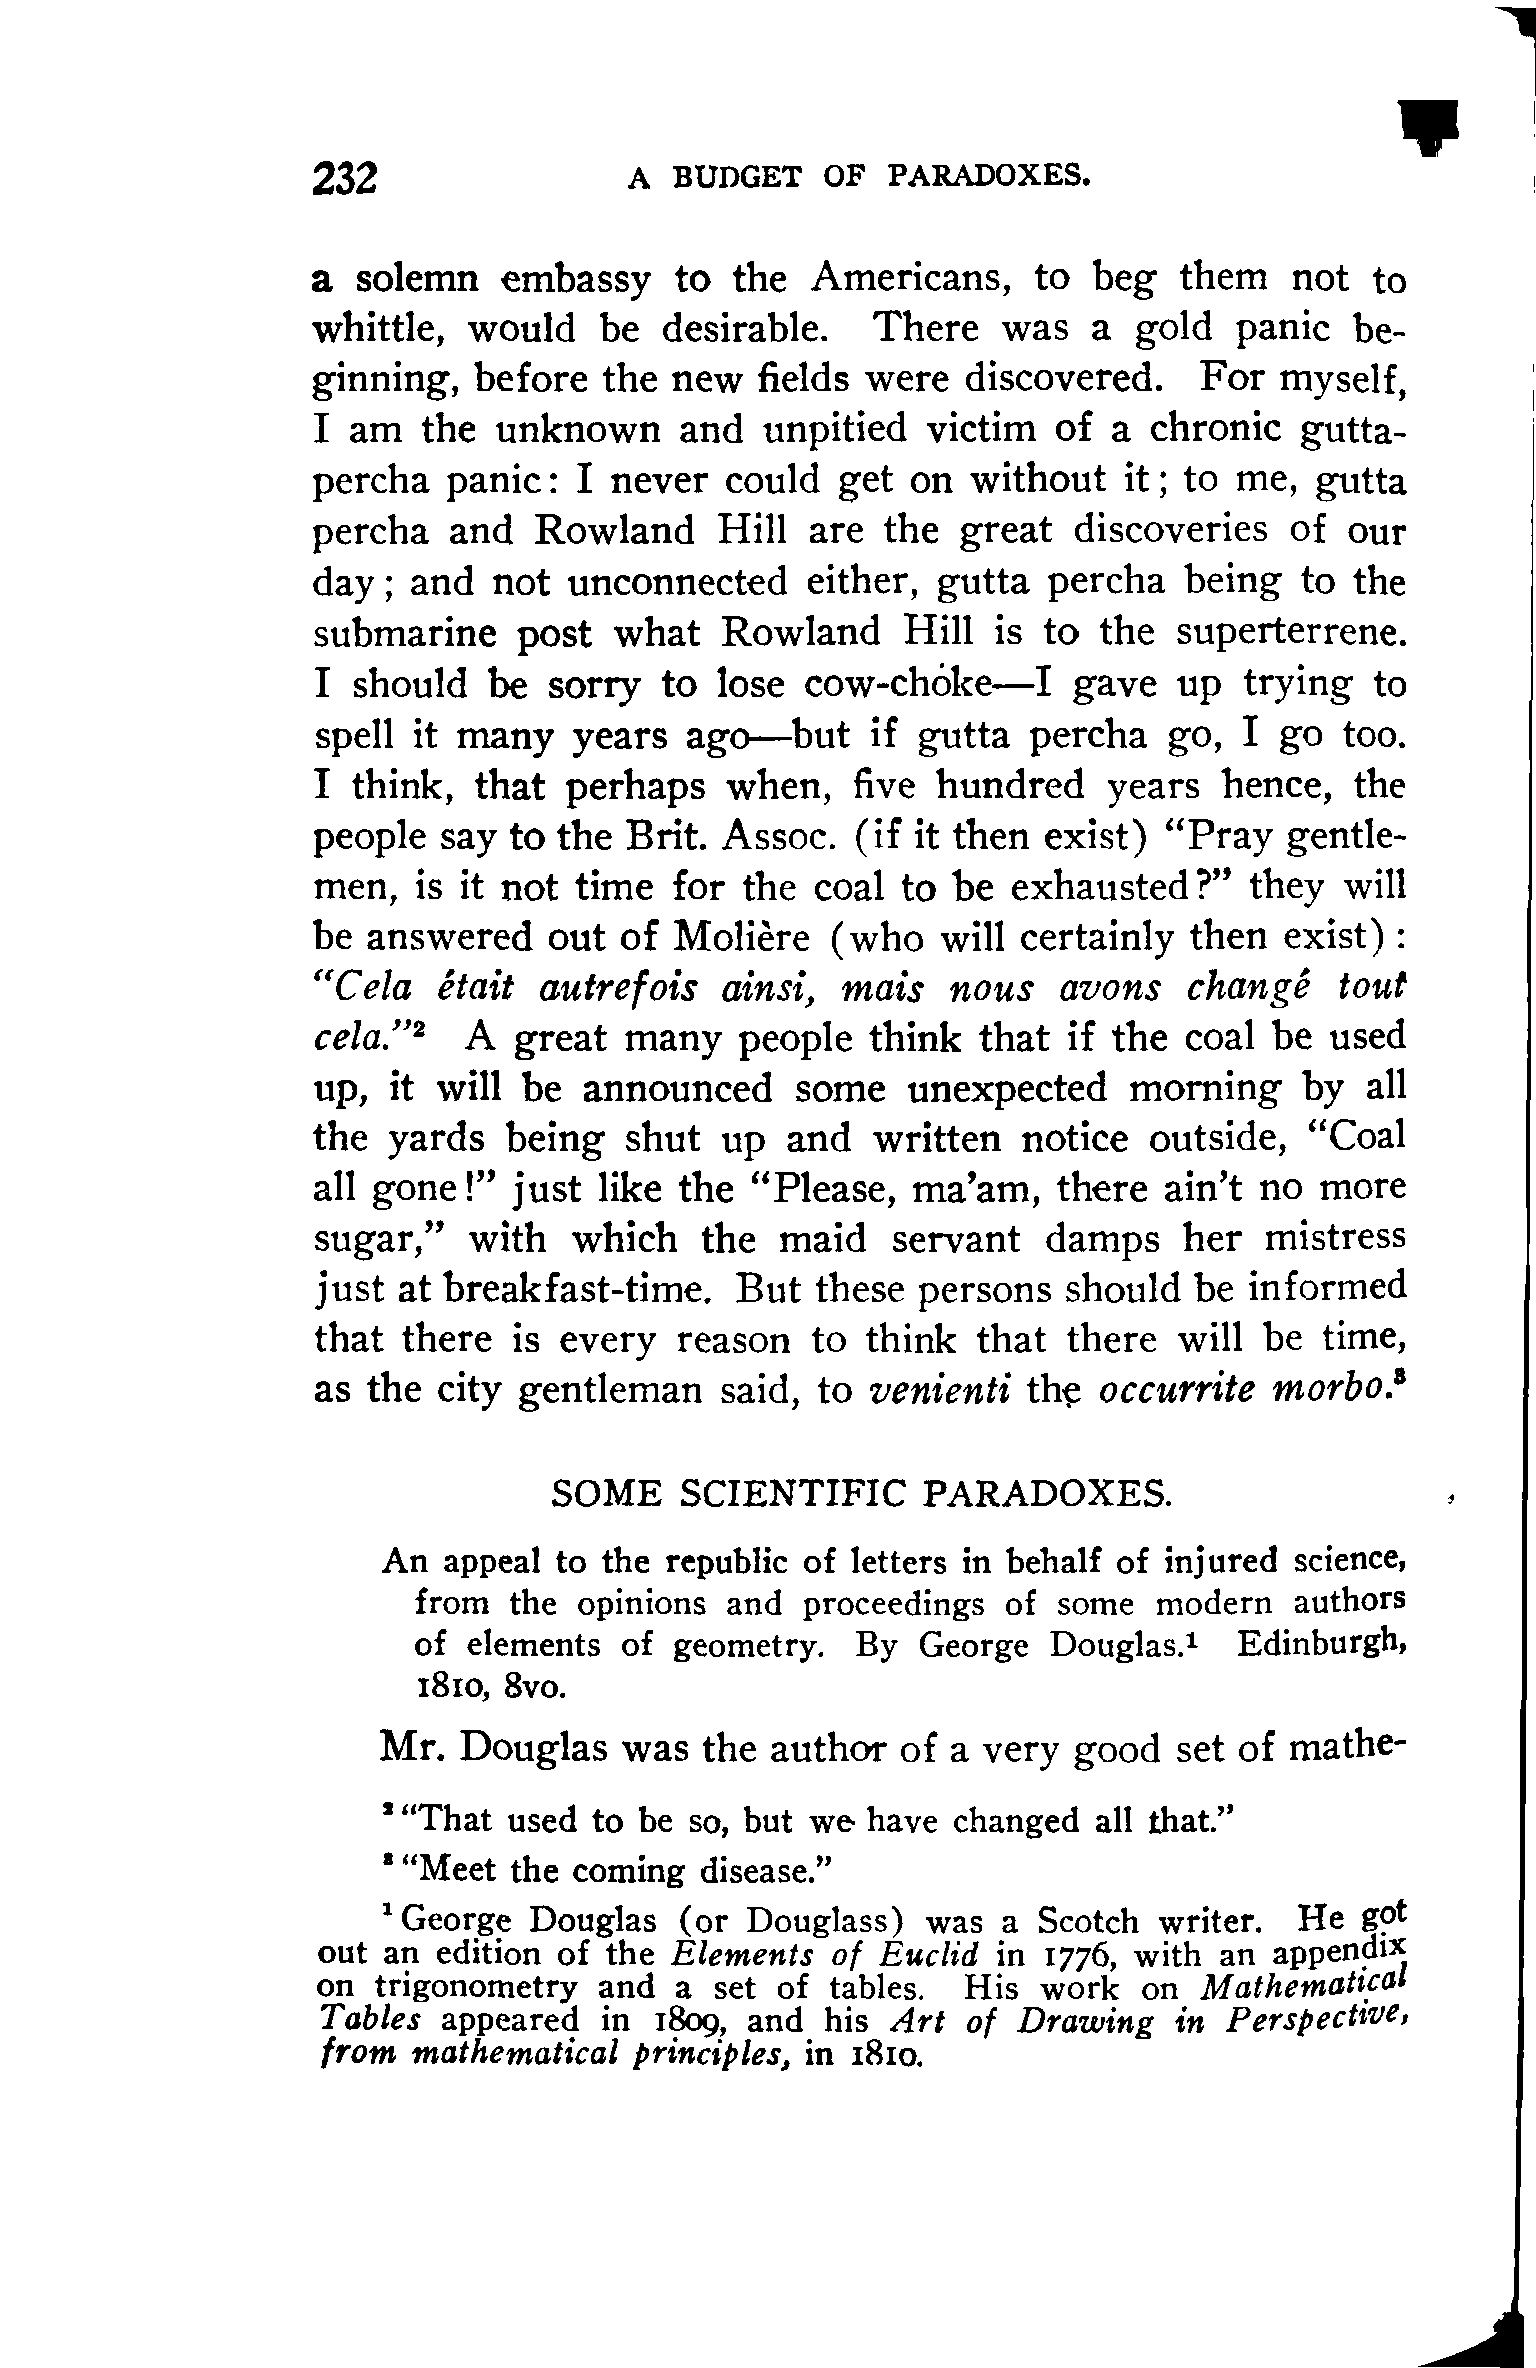 232 A BUDGET OF PARADOXES.
a solemn embassy to the Americans, to beg them not to
whittle, would be desirable. There was a gold panic be-
ginning, before the new fields were discovered. For myself,
I am the unknown and unpitied victim of a chronic gutta-
percha panic: I never could get on without it; to me, gutta
percha and Rowland Hill are the great discoveries of our
day; and not unconnected either, gutta percha being to the
submarine post what Rowland Hill is to the superterrene.
I should be sorry to lose cow-choke—I gave up trying to
spell it many years ago—but if gutta percha go, I go too.
I think, that perhaps when, five hundred years hence, the
people say to the Brit. Assoc. (if it then exist) "Pray gentle-
men, is it not time for the coal to be exhausted?" they will
be answered out of Molière (who will certainly then exist):
"Cela était autrefois ainsi, mais nous avons changé tout
cela."² A great many people think that if the coal be used
up, it will be announced some unexpected morning by all
the yards being shut up and written notice outside, "Coal
all gone!" just like the "Please, ma'am, there ain't no more
sugar," with which the maid servant damps her mistress
just at breakfast-time. But these persons should be informed
that there is every reason to think that there will be time,
as the city gentleman said, to venienti the occurrite morbo.³
SOME SCIENTIFIC PARADOXES.
An appeal to the republic of letters in behalf of injured science,
from the opinions and proceedings of some modern authors
of elements of geometry. By George Douglas.¹ Edinburgh,
1810, 8vo.
Mr. Douglas was the author of a very good set of mathe-
² "That used to be so, but we have changed all that."
³ "Meet the coming disease."
¹ George Douglas (or Douglass) was a Scotch writer. He got
out an edition of the Elements of Euclid in 1776, with an appendix
on trigonometry and a set of tables. His work on Mathematical
Tables appeared in 1809, and his Art of Drawing in Perspective,
from mathematical principles, in 1810.